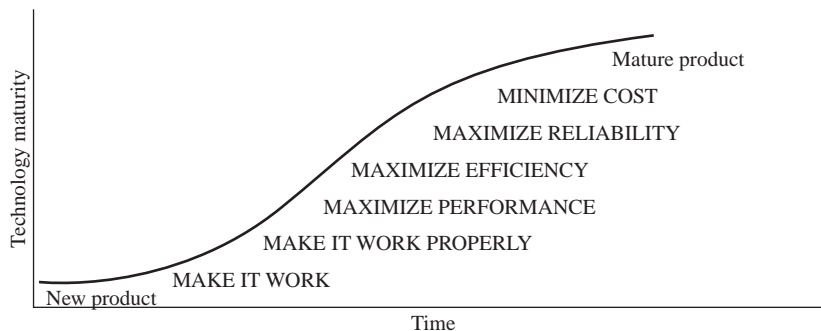 Technology maturity
Mature product
MINIMIZE COST
MAXIMIZE RELIABILITY
MAXIMIZE EFFICIENCY
MAXIMIZE PERFORMANCE
MAKE IT WORK PROPERLY
MAKE IT WORK
New product
Time